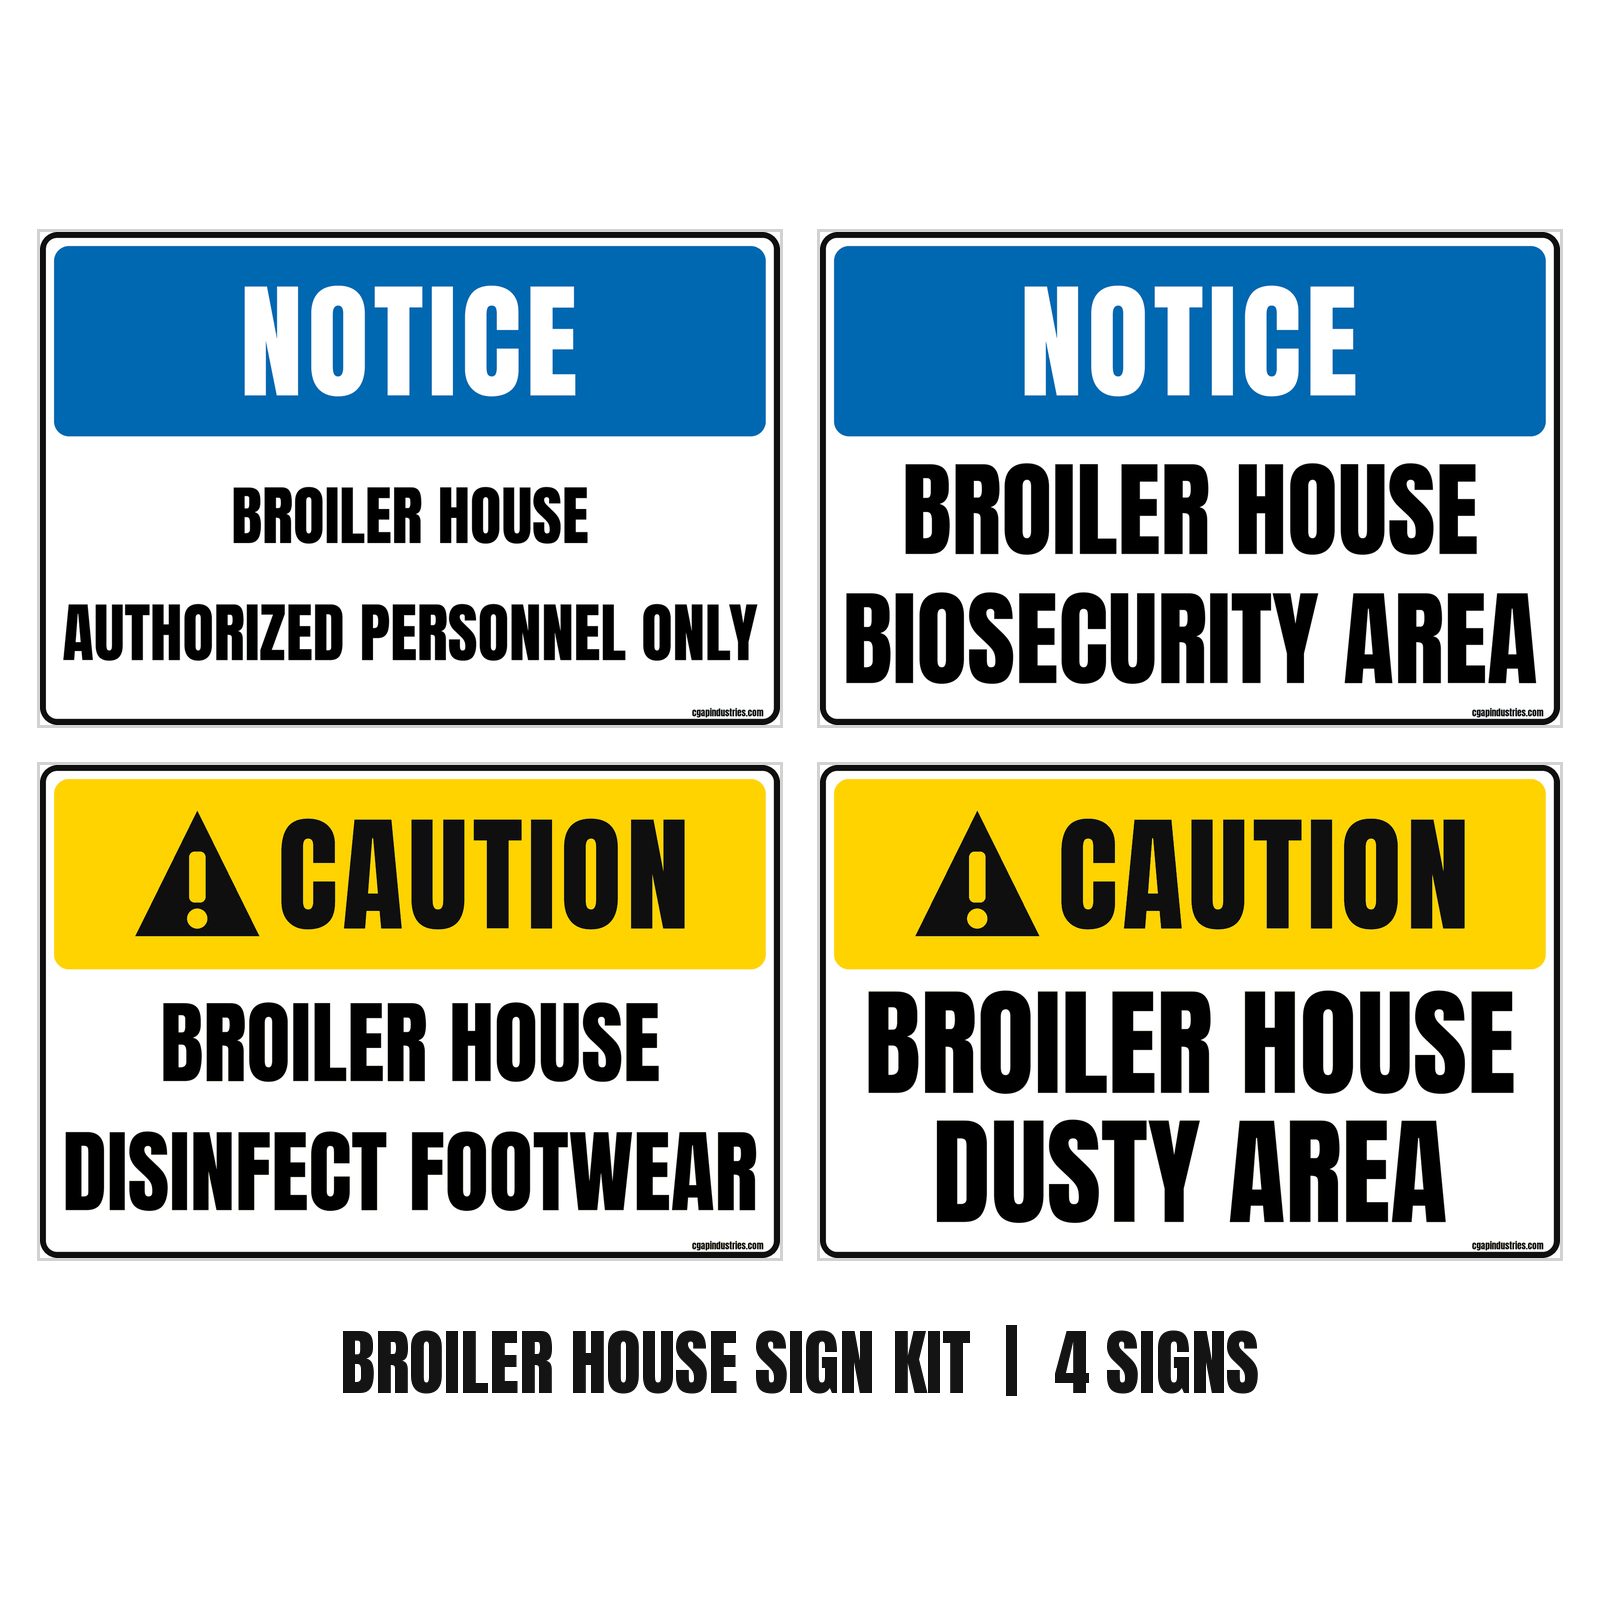 NOTICE
BROILER HOUSE
AUTHORIZED PERSONNEL ONLY
cgapindustries.com
NOTICE
BROILER HOUSE
BIOSECURITY AREA
cgapindustries.com
CAUTION
BROILER HOUSE
DISINFECT FOOTWEAR
cgapindustries.com
CAUTION
BROILER HOUSE
DUSTY AREA
cgapindustries.com
BROILER HOUSE SIGN KIT | 4 SIGNS